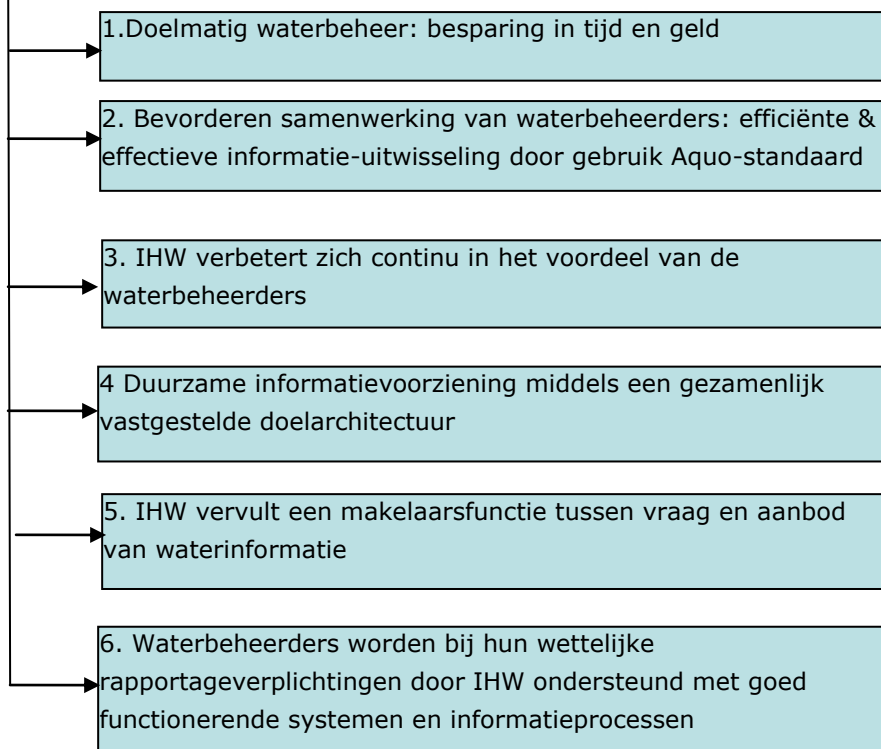 1.Doelmatig waterbeheer: besparing in tijd en geld
2. Bevorderen samenwerking van waterbeheerders: efficiënte &
effectieve informatie-uitwisseling door gebruik Aquo-standaard
3. IHW verbetert zich continu in het voordeel van de
waterbeheerders
4 Duurzame informatievoorziening middels een gezamenlijk
vastgestelde doelarchitectuur
5. IHW vervult een makelaarsfunctie tussen vraag en aanbod
van waterinformatie
6. Waterbeheerders worden bij hun wettelijke
rapportageverplichtingen door IHW ondersteund met goed
functionerende systemen en informatieprocessen